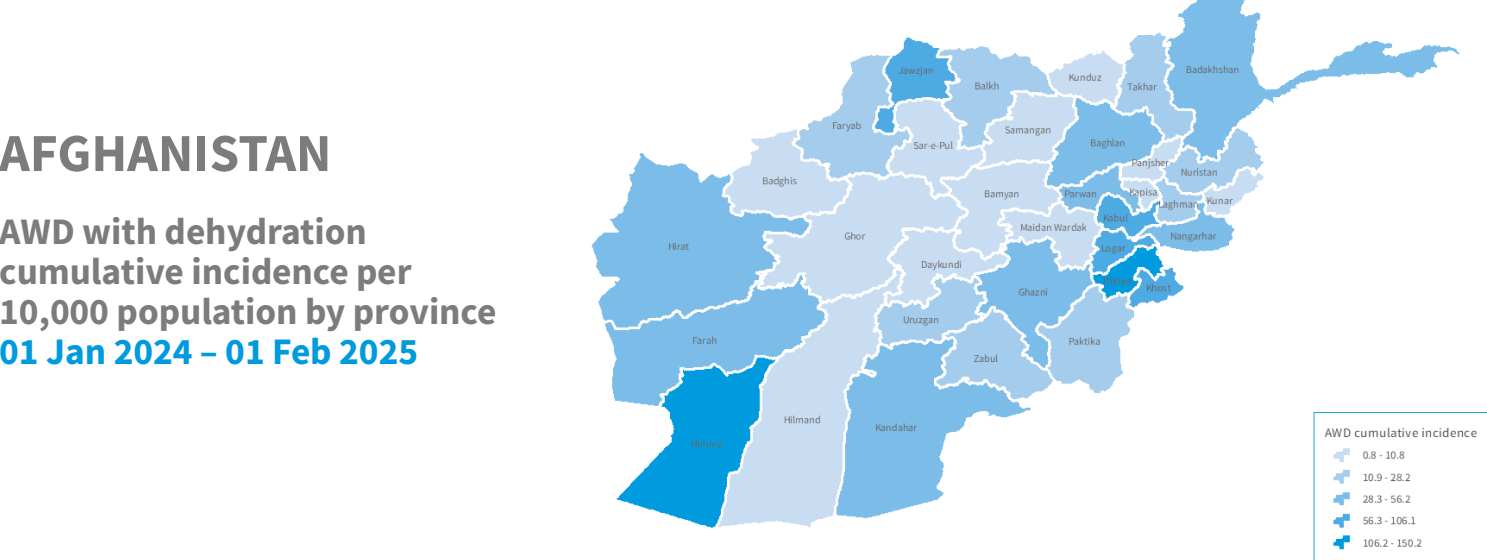 AFGHANISTAN
AWD with dehydration
cumulative incidence per
10,000 population by province
01 Jan 2024 – 01 Feb 2025
Jawzjan
Balkh
Kunduz
Takhar
Badakhshan
Faryab
Sar-e-Pul
Samangan
Baghlan
Panjsher
Nuristan
Badghis
Bamyan
Parwan
Kapisa
Laghman
Kunar
Hirat
Ghor
Maidan Wardak
Kabul
Nangarhar
Logar
Daykundi
Ghazni
Paktya
Khost
Uruzgan
Farah
Zabul
Paktika
Nimroz
Hilmand
Kandahar
AWD cumulative incidence
0.8 - 10.8
10.9 - 28.2
28.3 - 56.2
56.3 - 106.1
106.2 - 150.2